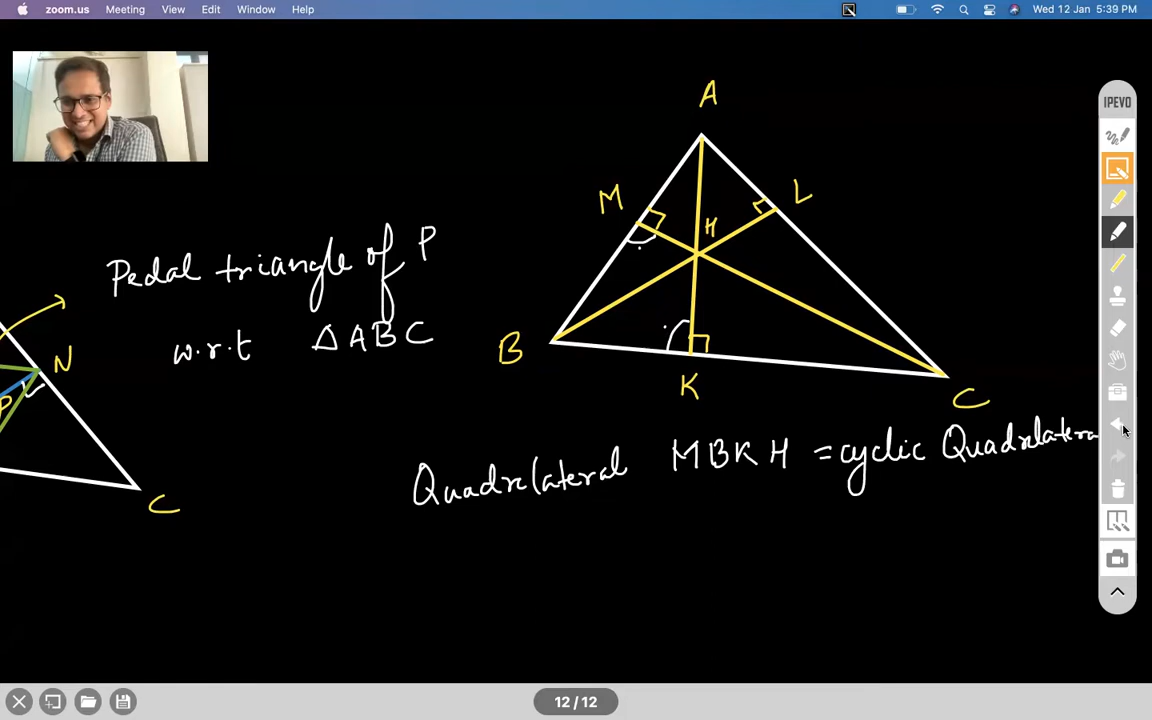 zoom.us Meeting View Edit Window Help Wed 12 Jan 5:39 PM
IPEVO
A
M
L
H
Pedal triangle of P
w.r.t △ABC
N
P
B
K
C
C
Quadrilateral MBKH = cyclic Quadrilatera
12/12